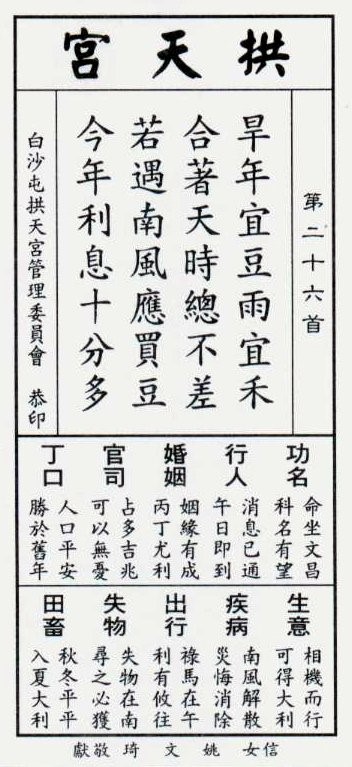 拱天宮
第二十六首
旱年宜豆雨宜禾
合著天時總不差
若遇南風應買豆
今年利息十分多
白沙屯拱天宮管理委員會 恭印
功名
命坐文昌
科名有望
行人
消息已通
午日即到
婚姻
姻緣有成
丙丁尤利
官司
占多吉兆
可以無憂
丁口
人口平安
勝於舊年
生意
相機而行
可得大利
疾病
南風解散
災悔消除
出行
祿馬在午
利有攸往
失物
失物在南
尋之必獲
田畜
秋冬平平
入夏大利
信女 姚文琦 敬獻